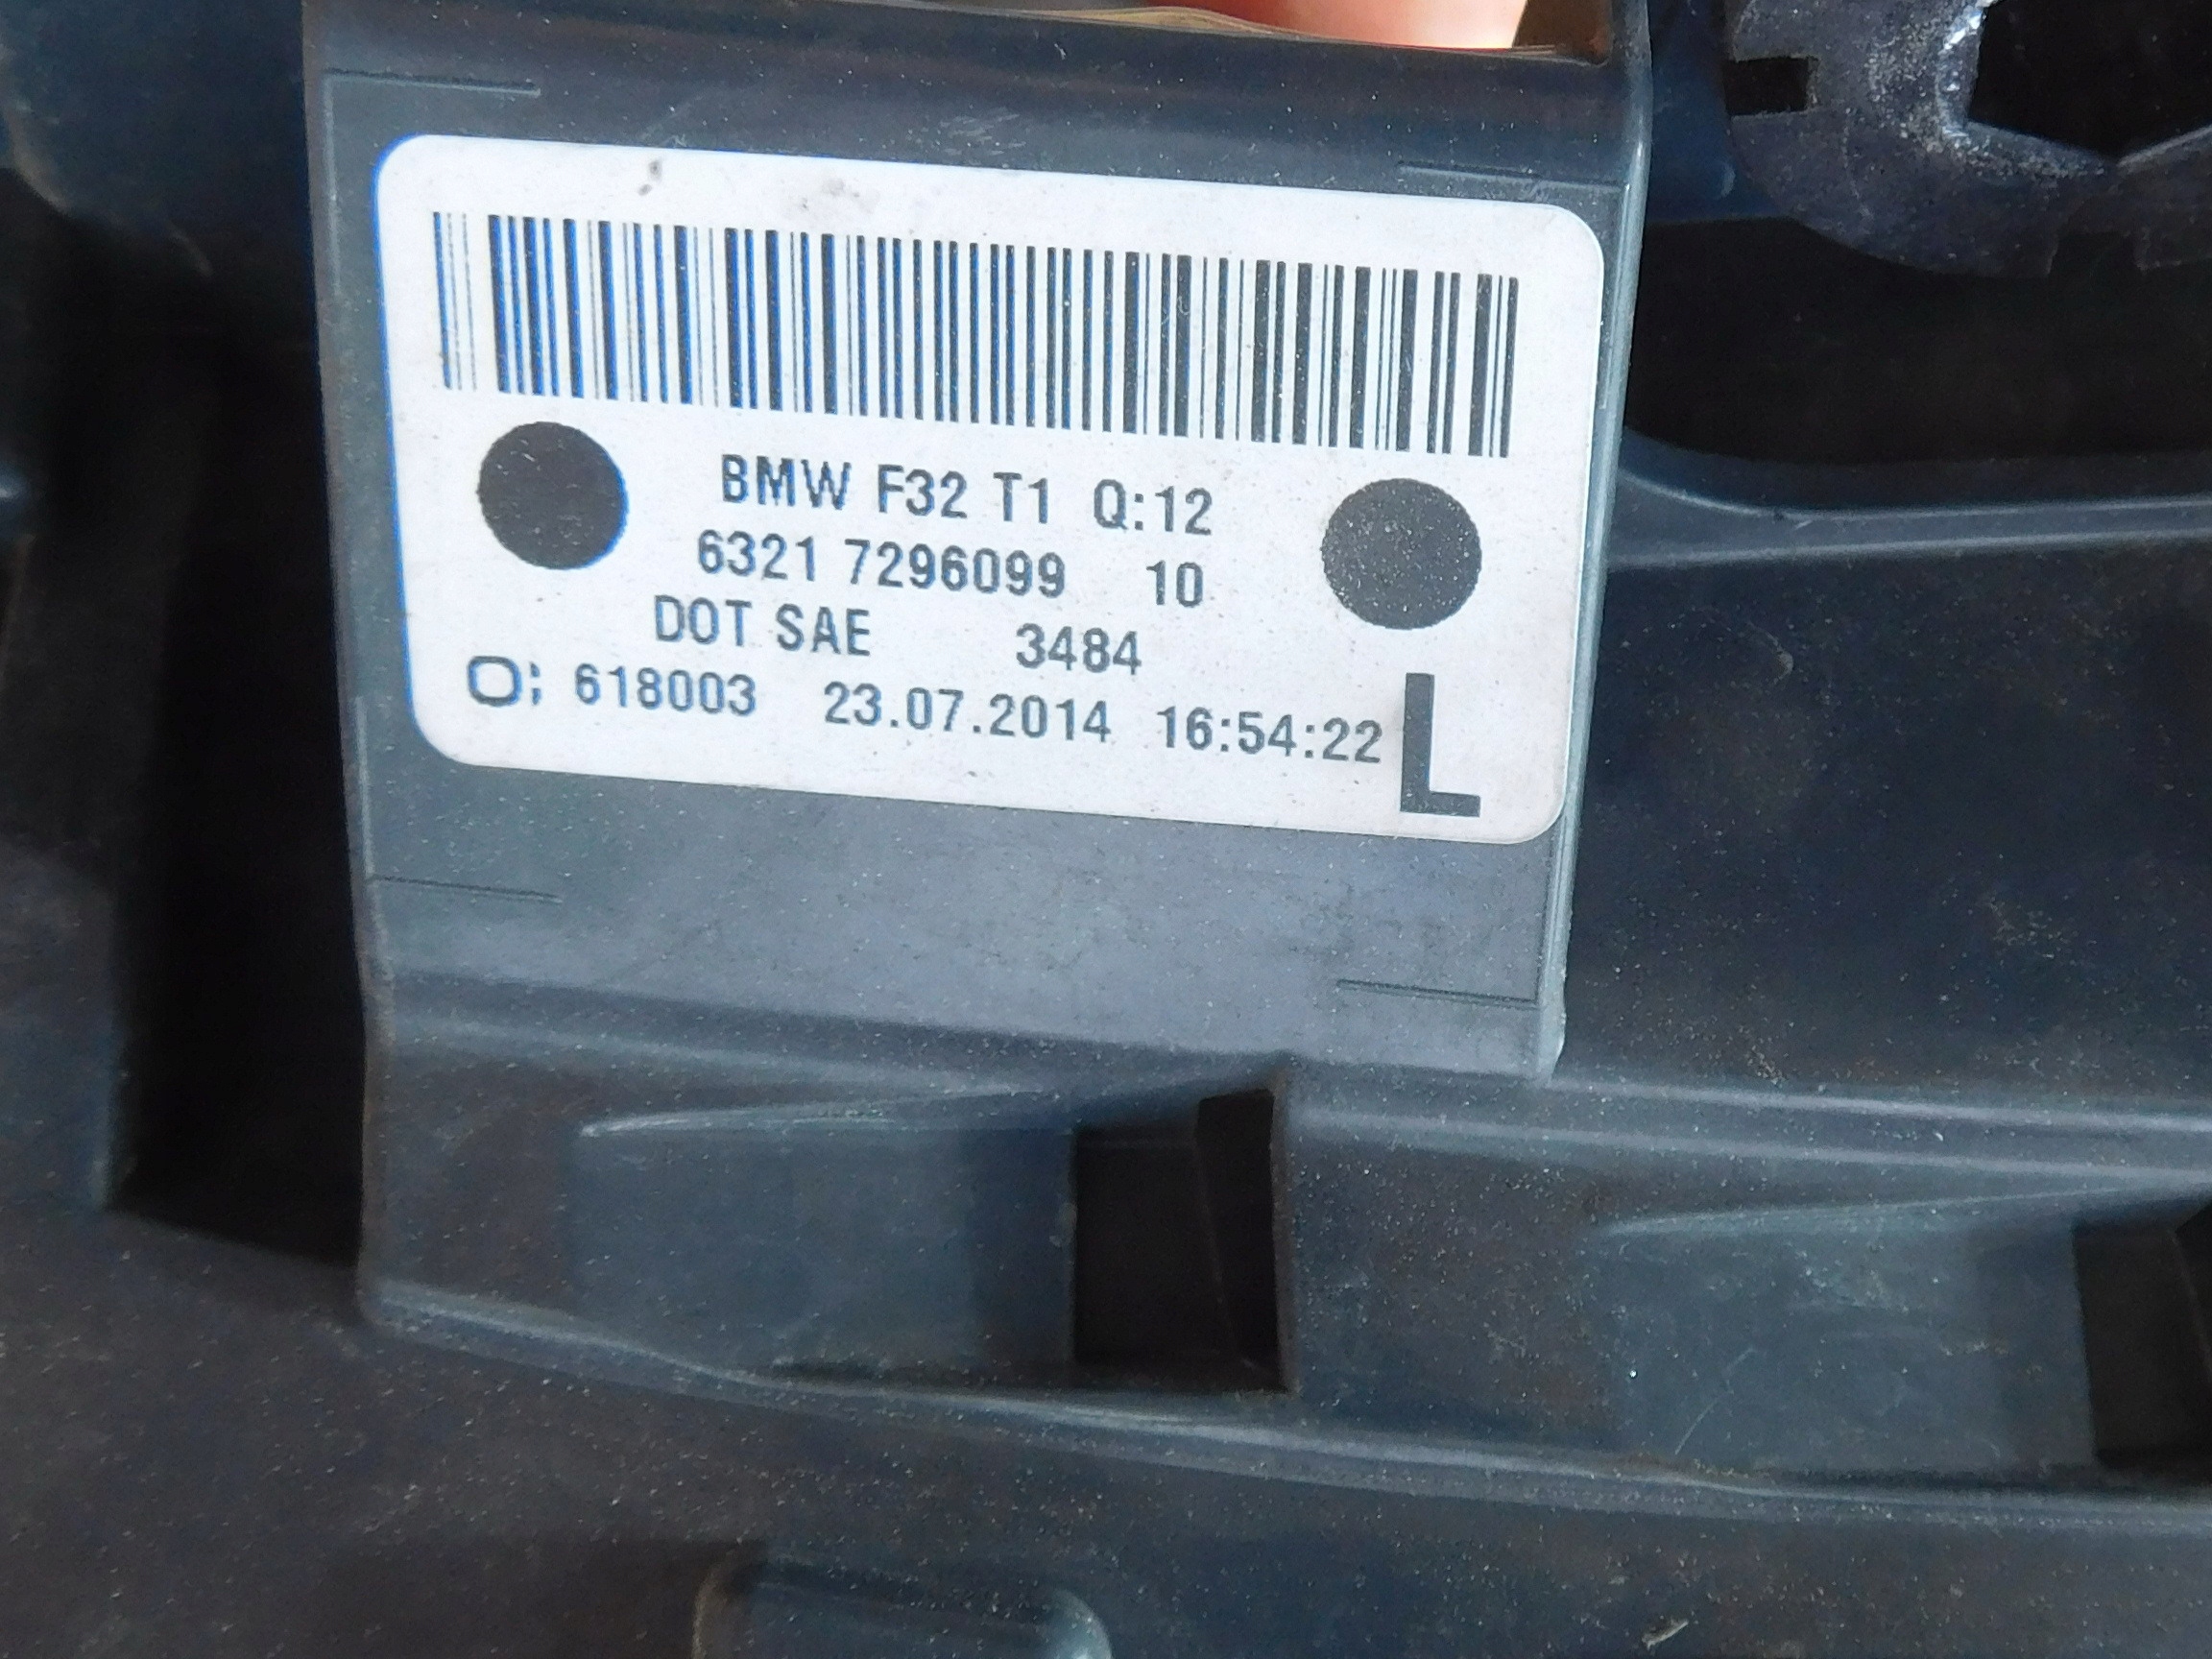 BMW F32 T1 Q:12
6321 7296099 10
DOT SAE 3484
O; 618003 23.07.2014 16:54:22
L